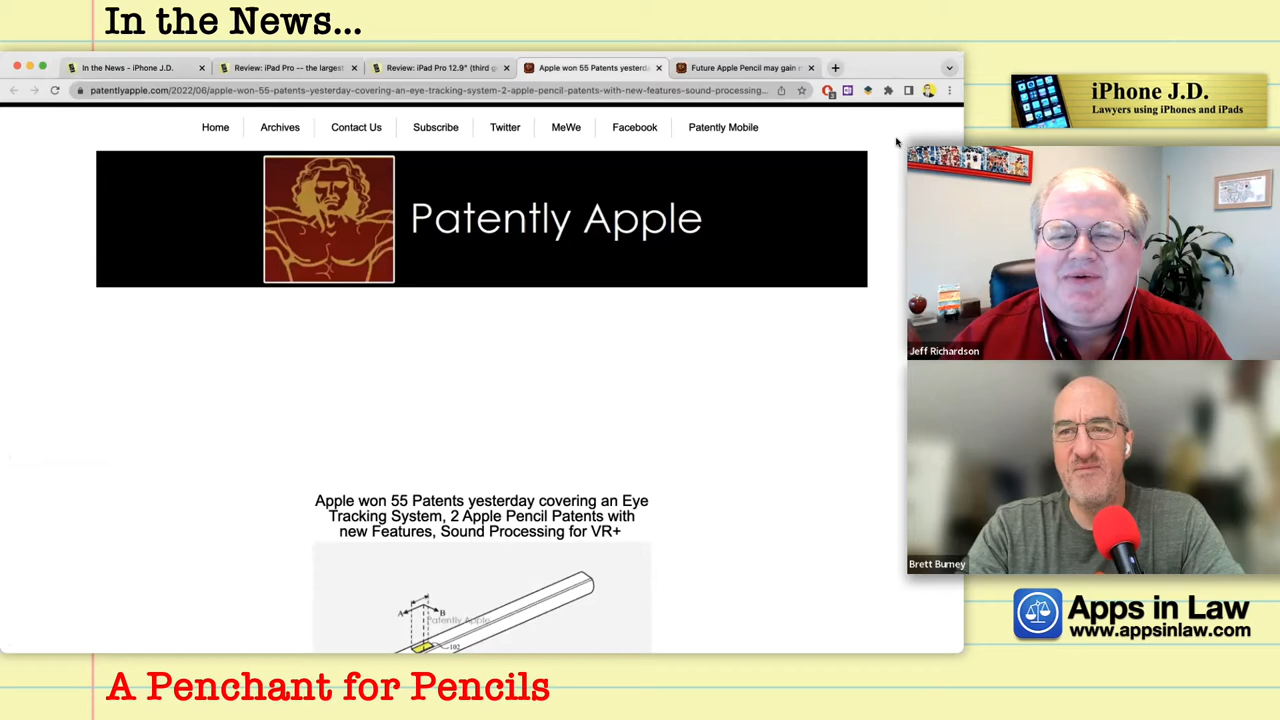 In the News...
In the News - iPhone J.D.
Review: iPad Pro -- the largest
Review: iPad Pro 12.9" (third g
Apple won 55 Patents yesterd
Future Apple Pencil may gain m
patentlyapple.com/2022/06/apple-won-55-patents-yesterday-covering-an-eye-tracking-system-2-apple-pencil-patents-with-new-features-sound-processing...
Home
Archives
Contact Us
Subscribe
Twitter
MeWe
Facebook
Patently Mobile
Patently Apple
Apple won 55 Patents yesterday covering an Eye
Tracking System, 2 Apple Pencil Patents with
new Features, Sound Processing for VR+
A
B
Patently Apple
102
iPhone J.D.
Lawyers using iPhones and iPads
Jeff Richardson
Brett Burney
Apps in Law
www.appsinlaw.com
A Penchant for Pencils